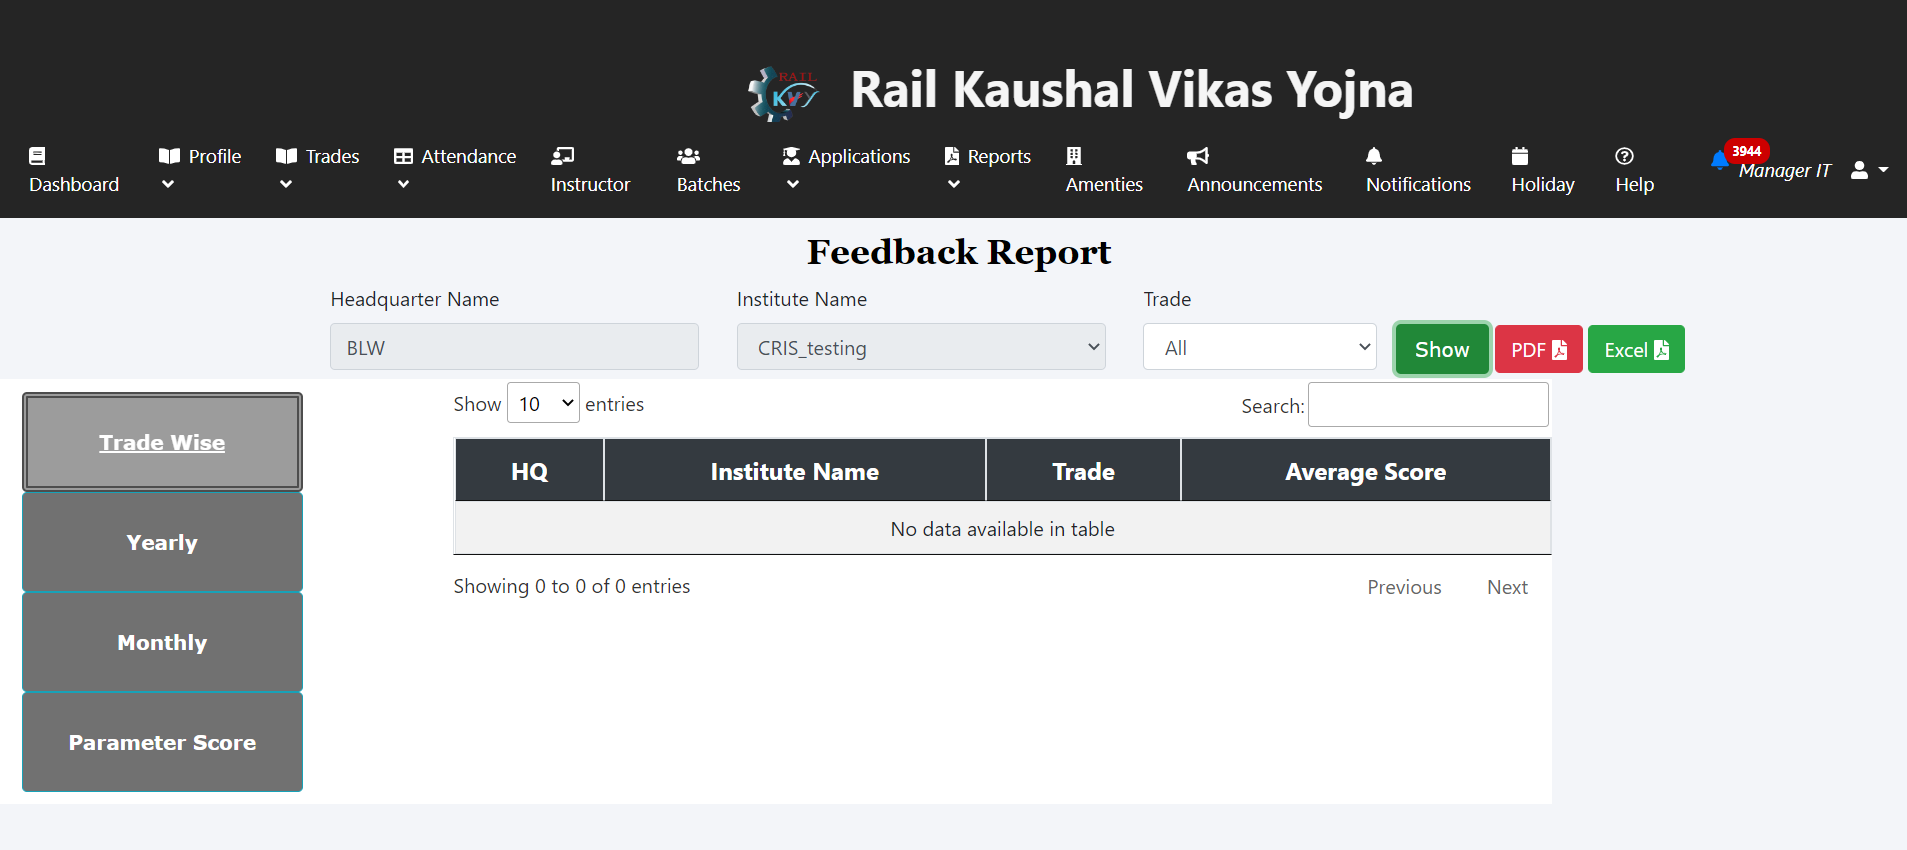 RAIL
KVY
Rail Kaushal Vikas Yojna
Dashboard
Profile
Trades
Attendance
Instructor
Batches
Applications
Reports
Amenties
Announcements
Notifications
Holiday
Help
3944
Manager IT
Feedback Report
Headquarter Name
Institute Name
Trade
BLW
CRIS_testing
All
Show
PDF
Excel
Trade Wise
Yearly
Monthly
Parameter Score
Show 10 entries
Search:
HQ Institute Name Trade Average Score
No data available in table
Showing 0 to 0 of 0 entries
Previous Next